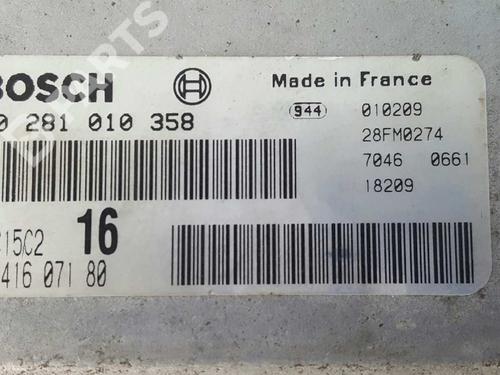 PARTS
BOSCH Made in France
0 281 010 358 944 010209
28FM0274
7046 0661
18209
15C2 16
416 071 80